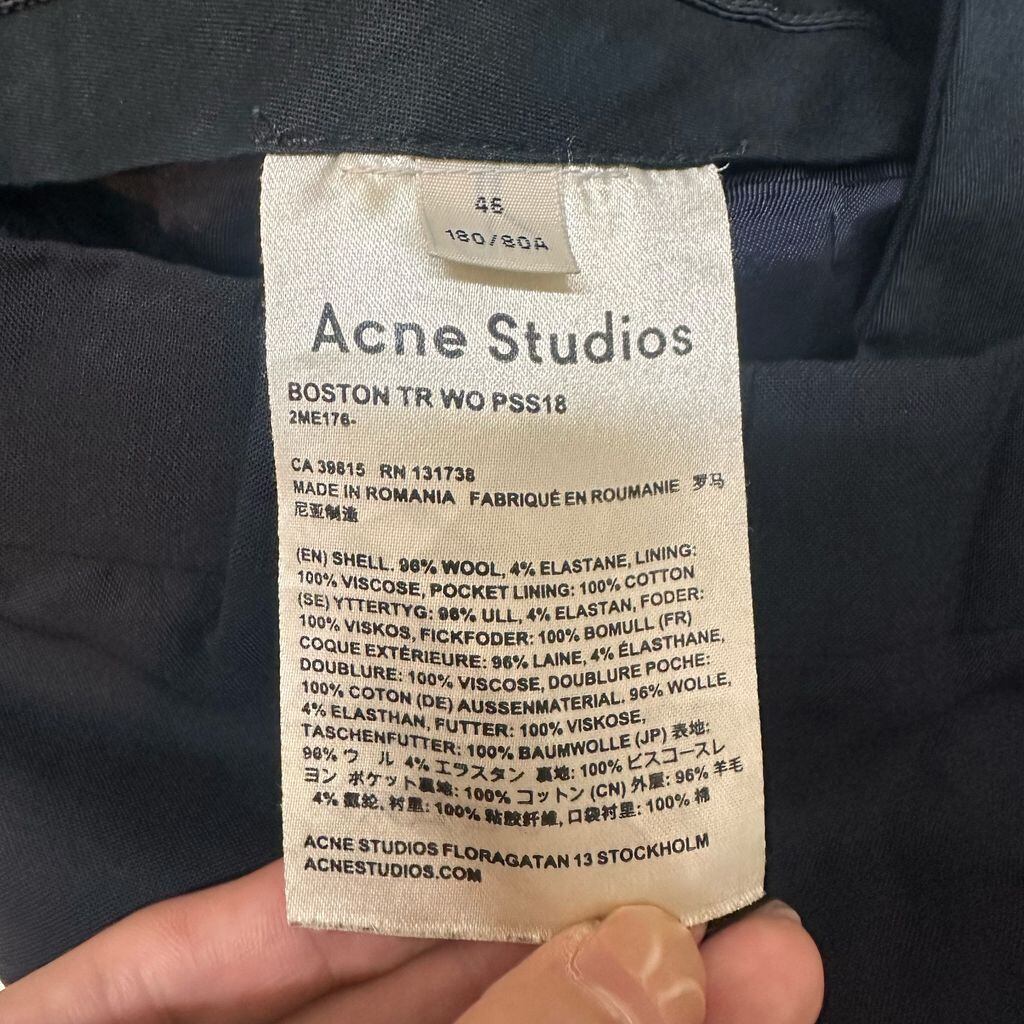 46
180/80A
Acne Studios
BOSTON TR WO PSS18
2ME176-
CA 39815 RN 131738
MADE IN ROMANIA FABRIQUÉ EN ROUMANIE 罗马
尼亚制造
(EN) SHELL. 96% WOOL, 4% ELASTANE, LINING:
100% VISCOSE, POCKET LINING: 100% COTTON
(SE) YTTERTYG: 96% ULL, 4% ELASTAN, FODER:
100% VISKOS, FICKFODER: 100% BOMULL (FR)
COQUE EXTÉRIEURE: 96% LAINE, 4% ÉLASTHANE,
DOUBLURE: 100% VISCOSE, DOUBLURE POCHE:
100% COTON (DE) AUSSENMATERIAL. 96% WOLLE,
4% ELASTHAN, FUTTER: 100% VISKOSE,
TASCHENFUTTER: 100% BAUMWOLLE (JP) 表地:
96% ウ ル 4% エラスタン 裏地: 100% ビスコースレ
ヨン ポケット裏地: 100% コットン (CN) 外层: 96% 羊毛
4% 氨纶, 衬里: 100% 粘胶纤维, 口袋衬里: 100% 棉
ACNE STUDIOS FLORAGATAN 13 STOCKHOLM
ACNESTUDIOS.COM